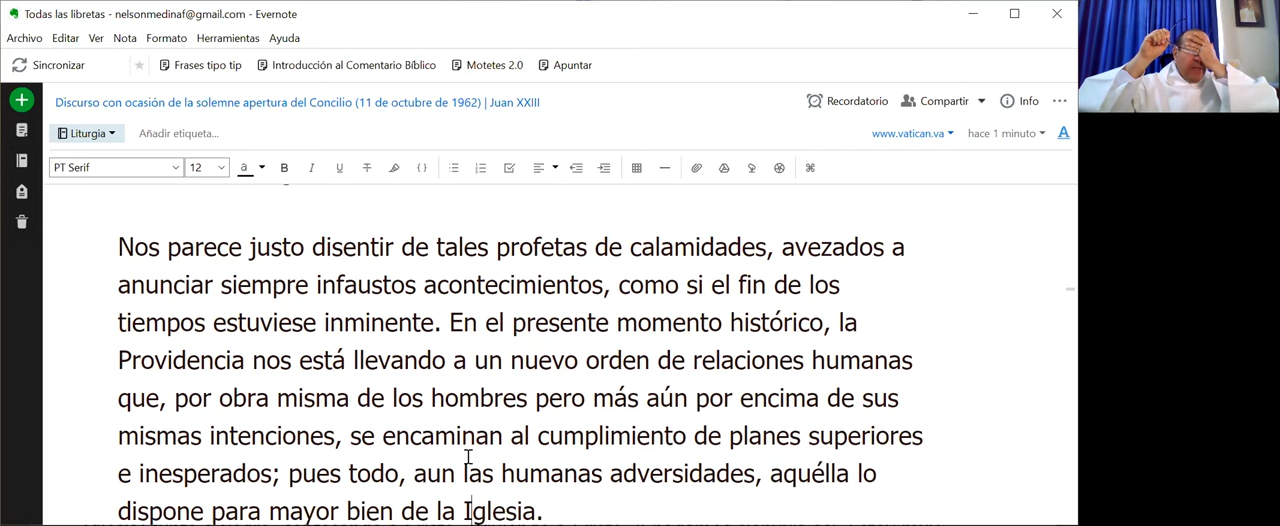 Todas las libretas - nelsonmedinaf@gmail.com - Evernote
Archivo Editar Ver Nota Formato Herramientas Ayuda
Sincronizar Frases tipo tip Introducción al Comentario Bíblico Motetes 2.0 Apuntar
Discurso con ocasión de la solemne apertura del Concilio (11 de octubre de 1962) | Juan XXIII Recordatorio Compartir Info
Liturgia Añadir etiqueta... www.vatican.va hace 1 minuto A
PT Serif 12 a B I U T { }
Nos parece justo disentir de tales profetas de calamidades, avezados a
anunciar siempre infaustos acontecimientos, como si el fin de los
tiempos estuviese inminente. En el presente momento histórico, la
Providencia nos está llevando a un nuevo orden de relaciones humanas
que, por obra misma de los hombres pero más aún por encima de sus
mismas intenciones, se encaminan al cumplimiento de planes superiores
e inesperados; pues todo, aun las humanas adversidades, aquélla lo
dispone para mayor bien de la Iglesia.